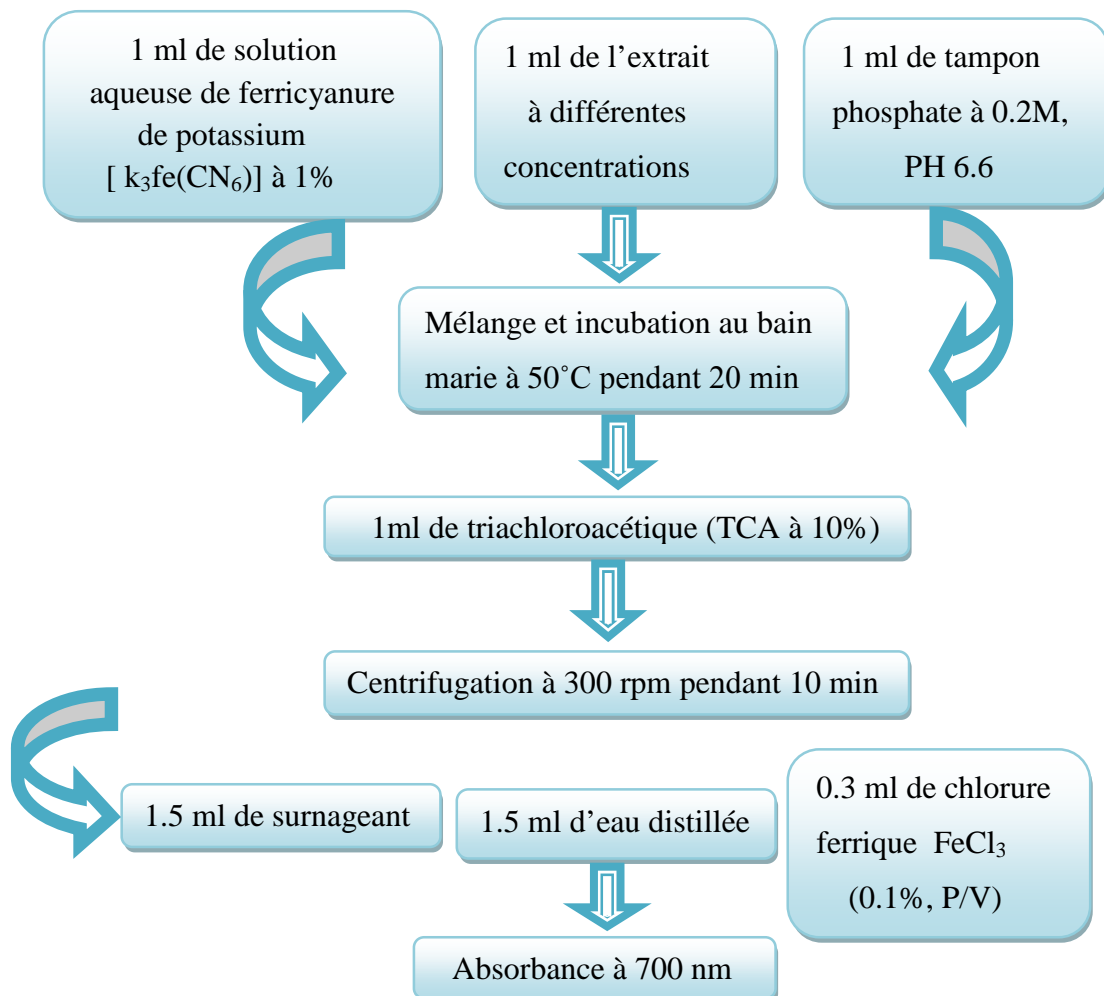 1 ml de solution
aqueuse de ferricyanure
de potassium
[ k₃fe(CN₆)] à 1%
1 ml de l’extrait
à différentes
concentrations
1 ml de tampon
phosphate à 0.2M,
PH 6.6
Mélange et incubation au bain
marie à 50˚C pendant 20 min
1ml de triachloroacétique (TCA à 10%)
Centrifugation à 300 rpm pendant 10 min
1.5 ml de surnageant
1.5 ml d’eau distillée
0.3 ml de chlorure
ferrique FeCl₃
(0.1%, P/V)
Absorbance à 700 nm